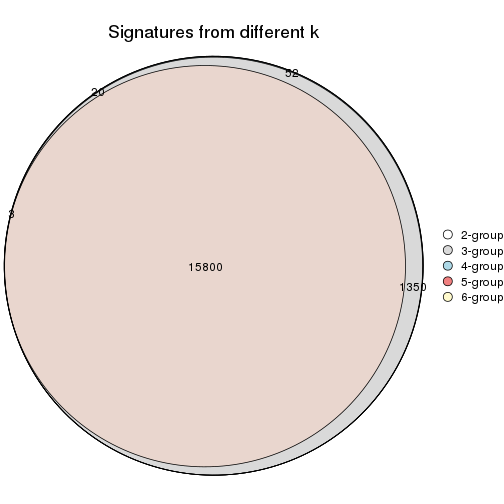 Signatures from different k
52
20
3
15800
1350
2-group
3-group
4-group
5-group
6-group